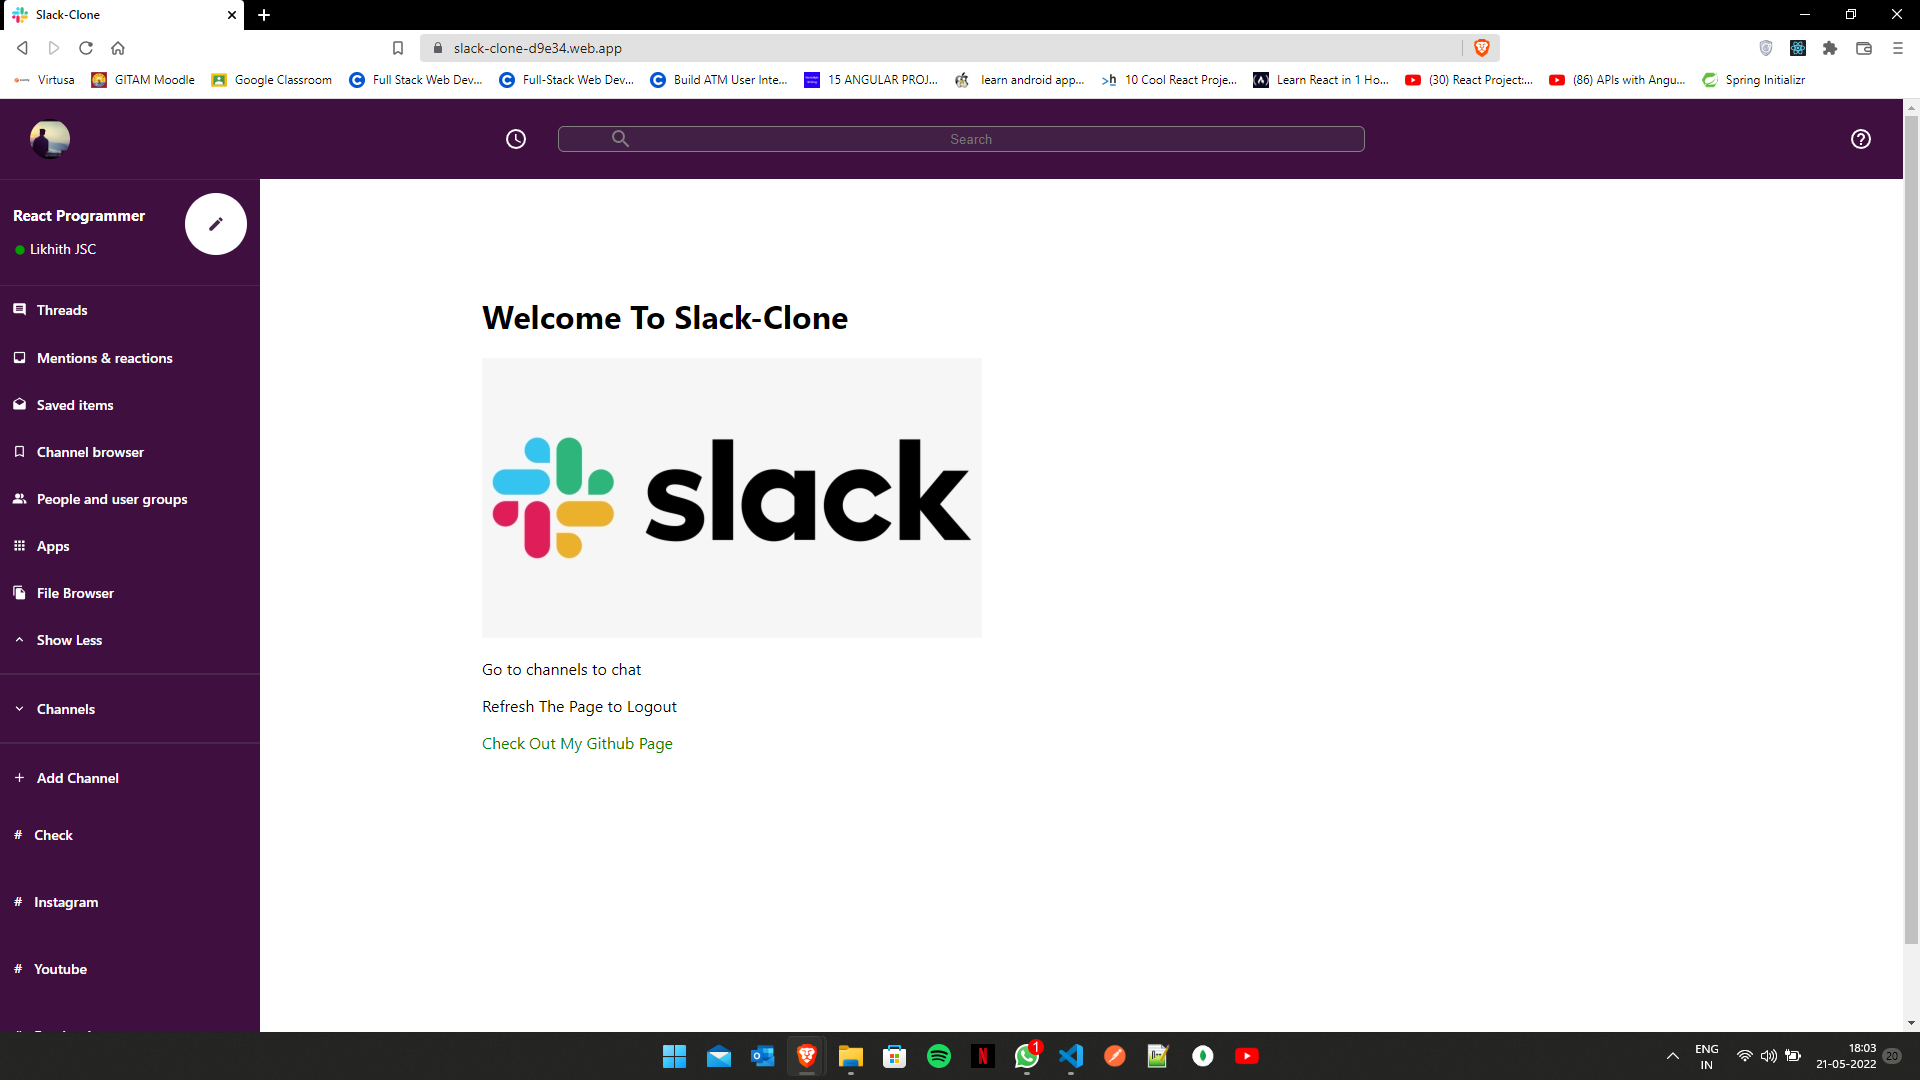 Slack-Clone
slack-clone-d9e34.web.app
Virtusa GITAM Moodle Google Classroom Full Stack Web Dev... Full-Stack Web Dev... Build ATM User Inte... 15 ANGULAR PROJ... learn android app... 10 Cool React Proje... Learn React in 1 Ho... (30) React Project:... (86) APIs with Angu... Spring Initializr
Search
React Programmer
Likhith JSC
Threads
Mentions & reactions
Saved items
Channel browser
People and user groups
Apps
File Browser
Show Less
Channels
+ Add Channel
# Check
# Instagram
# Youtube
Welcome To Slack-Clone
slack
Go to channels to chat
Refresh The Page to Logout
Check Out My Github Page
1
ENG
IN
18:03
21-05-2022
20